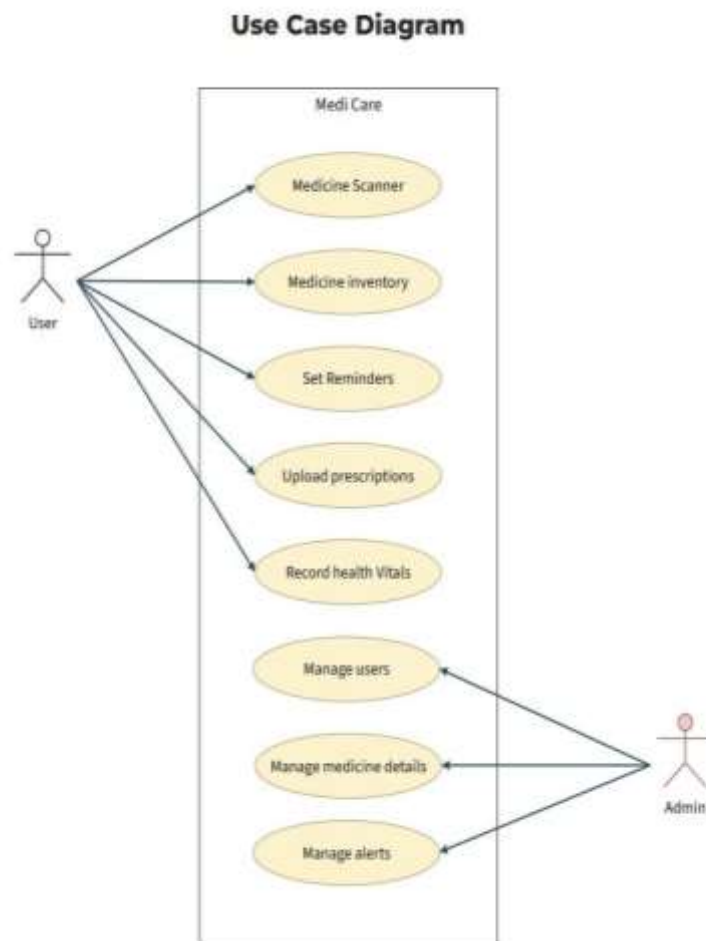 Use Case Diagram
Medi Care
Medicine Scanner
Medicine inventory
User
Set Reminders
Upload prescriptions
Record health Vitals
Manage users
Manage medicine details
Admin
Manage alerts